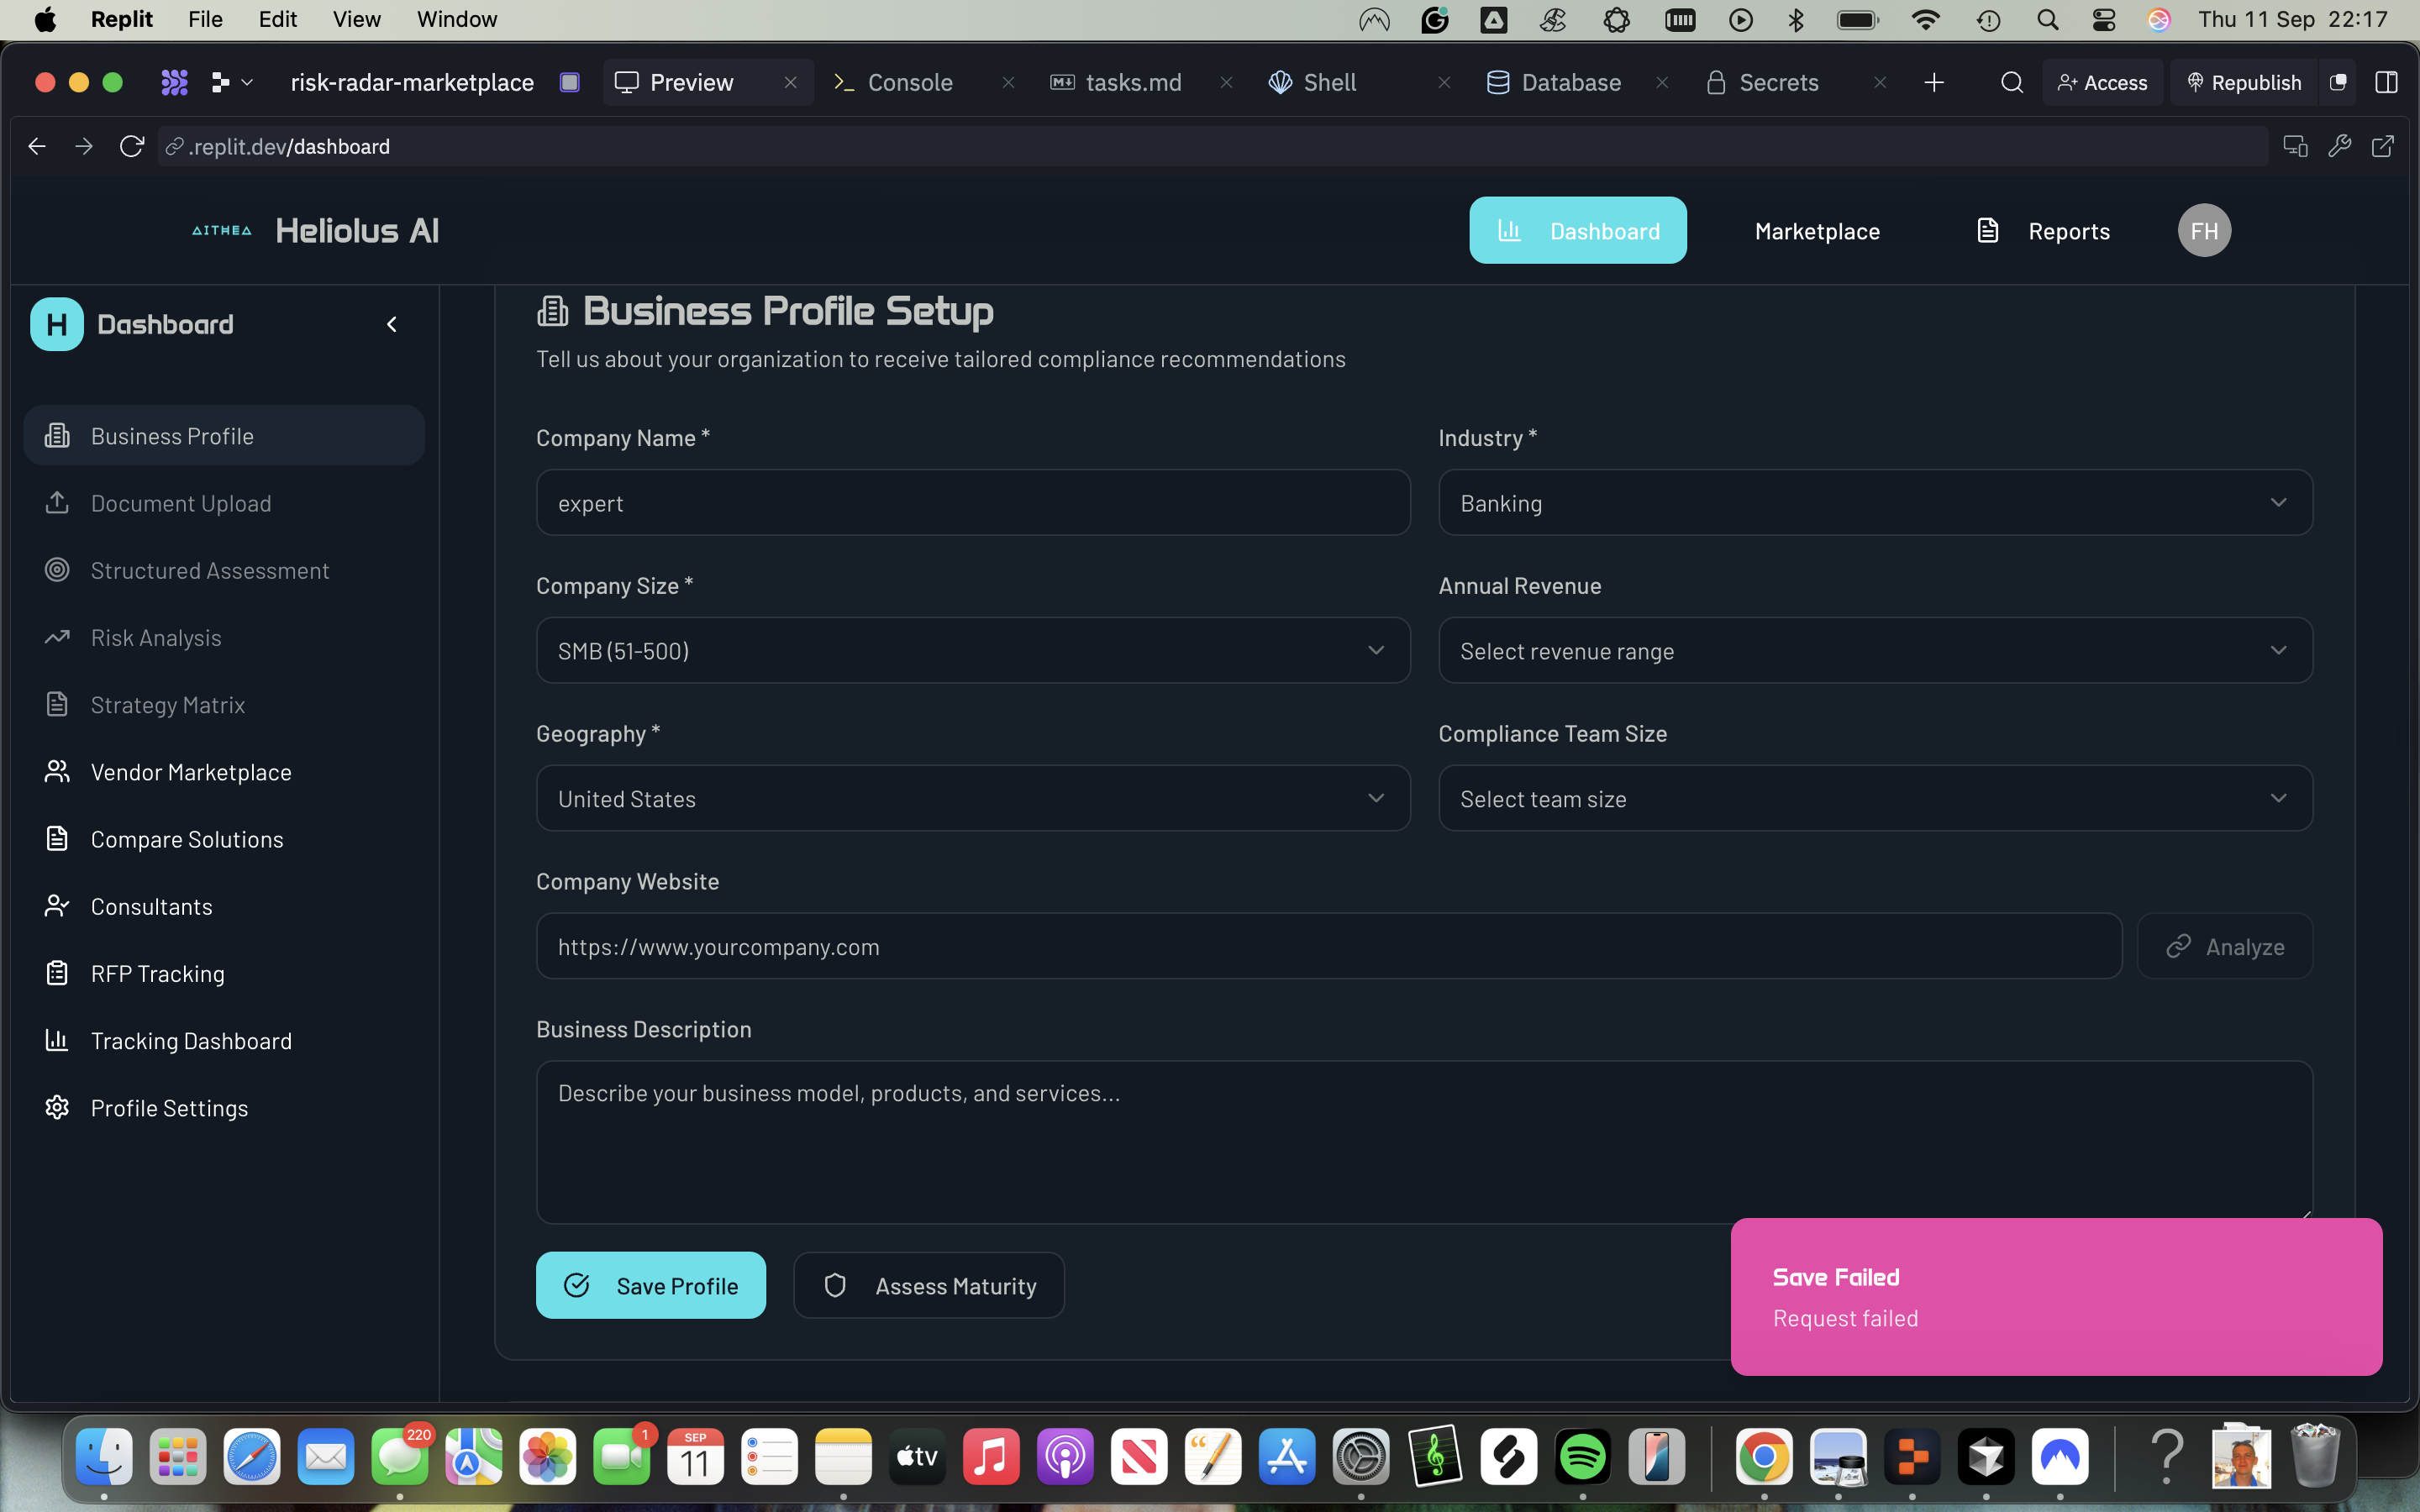 Replit File Edit View Window Thu 11 Sep 22:17
risk-radar-marketplace Preview Console tasks.md Shell Database Secrets Access Republish
.replit.dev/dashboard
AITHEA Heliolus AI Dashboard Marketplace Reports FH
H Dashboard
Business Profile
Document Upload
Structured Assessment
Risk Analysis
Strategy Matrix
Vendor Marketplace
Compare Solutions
Consultants
RFP Tracking
Tracking Dashboard
Profile Settings
Business Profile Setup
Tell us about your organization to receive tailored compliance recommendations
Company Name * Industry *
expert Banking
Company Size * Annual Revenue
SMB (51-500) Select revenue range
Geography * Compliance Team Size
United States Select team size
Company Website
https://www.yourcompany.com Analyze
Business Description
Describe your business model, products, and services...
Save Profile Assess Maturity
Save Failed
Request failed
220 1 SEP 11 tv